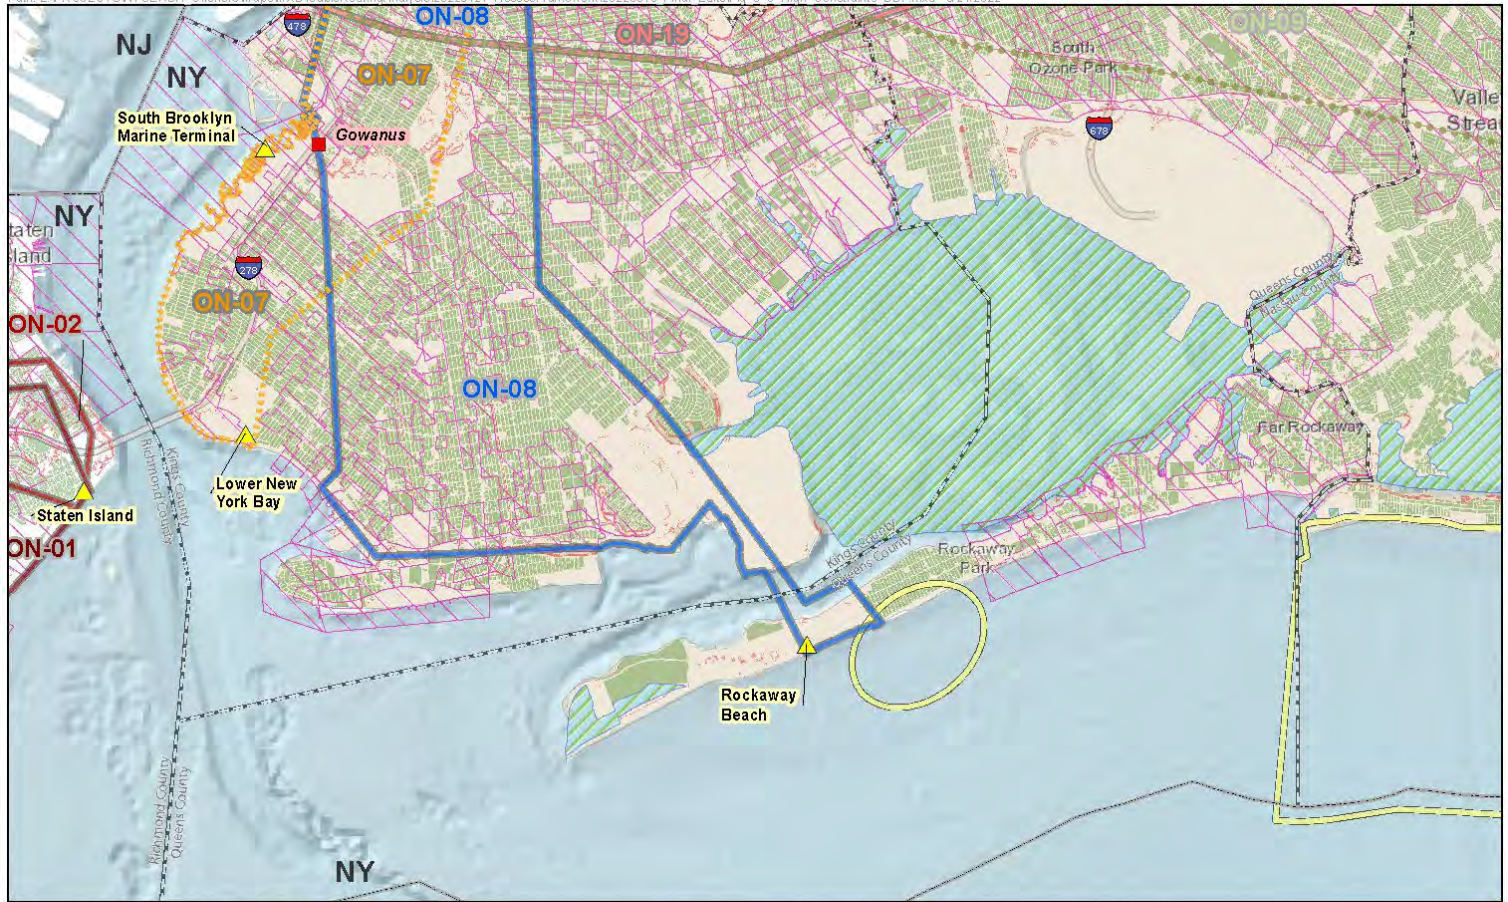 478
ON-08
NJ
ON-19
ON-09
South
Ozone Park
ON-07
NY
Valle
Strea
South Brooklyn
Marine Terminal
Gowanus
678
NY
taten
sland
278
Queens County
Nassau County
ON-07
ON-02
ON-08
Far Rockaway
Kings County
Richmond County
Lower New
York Bay
Staten Island
ON-01
Kings County
Queens County
Rockaway
Park
Rockaway
Beach
Richmond County
Queens County
NY